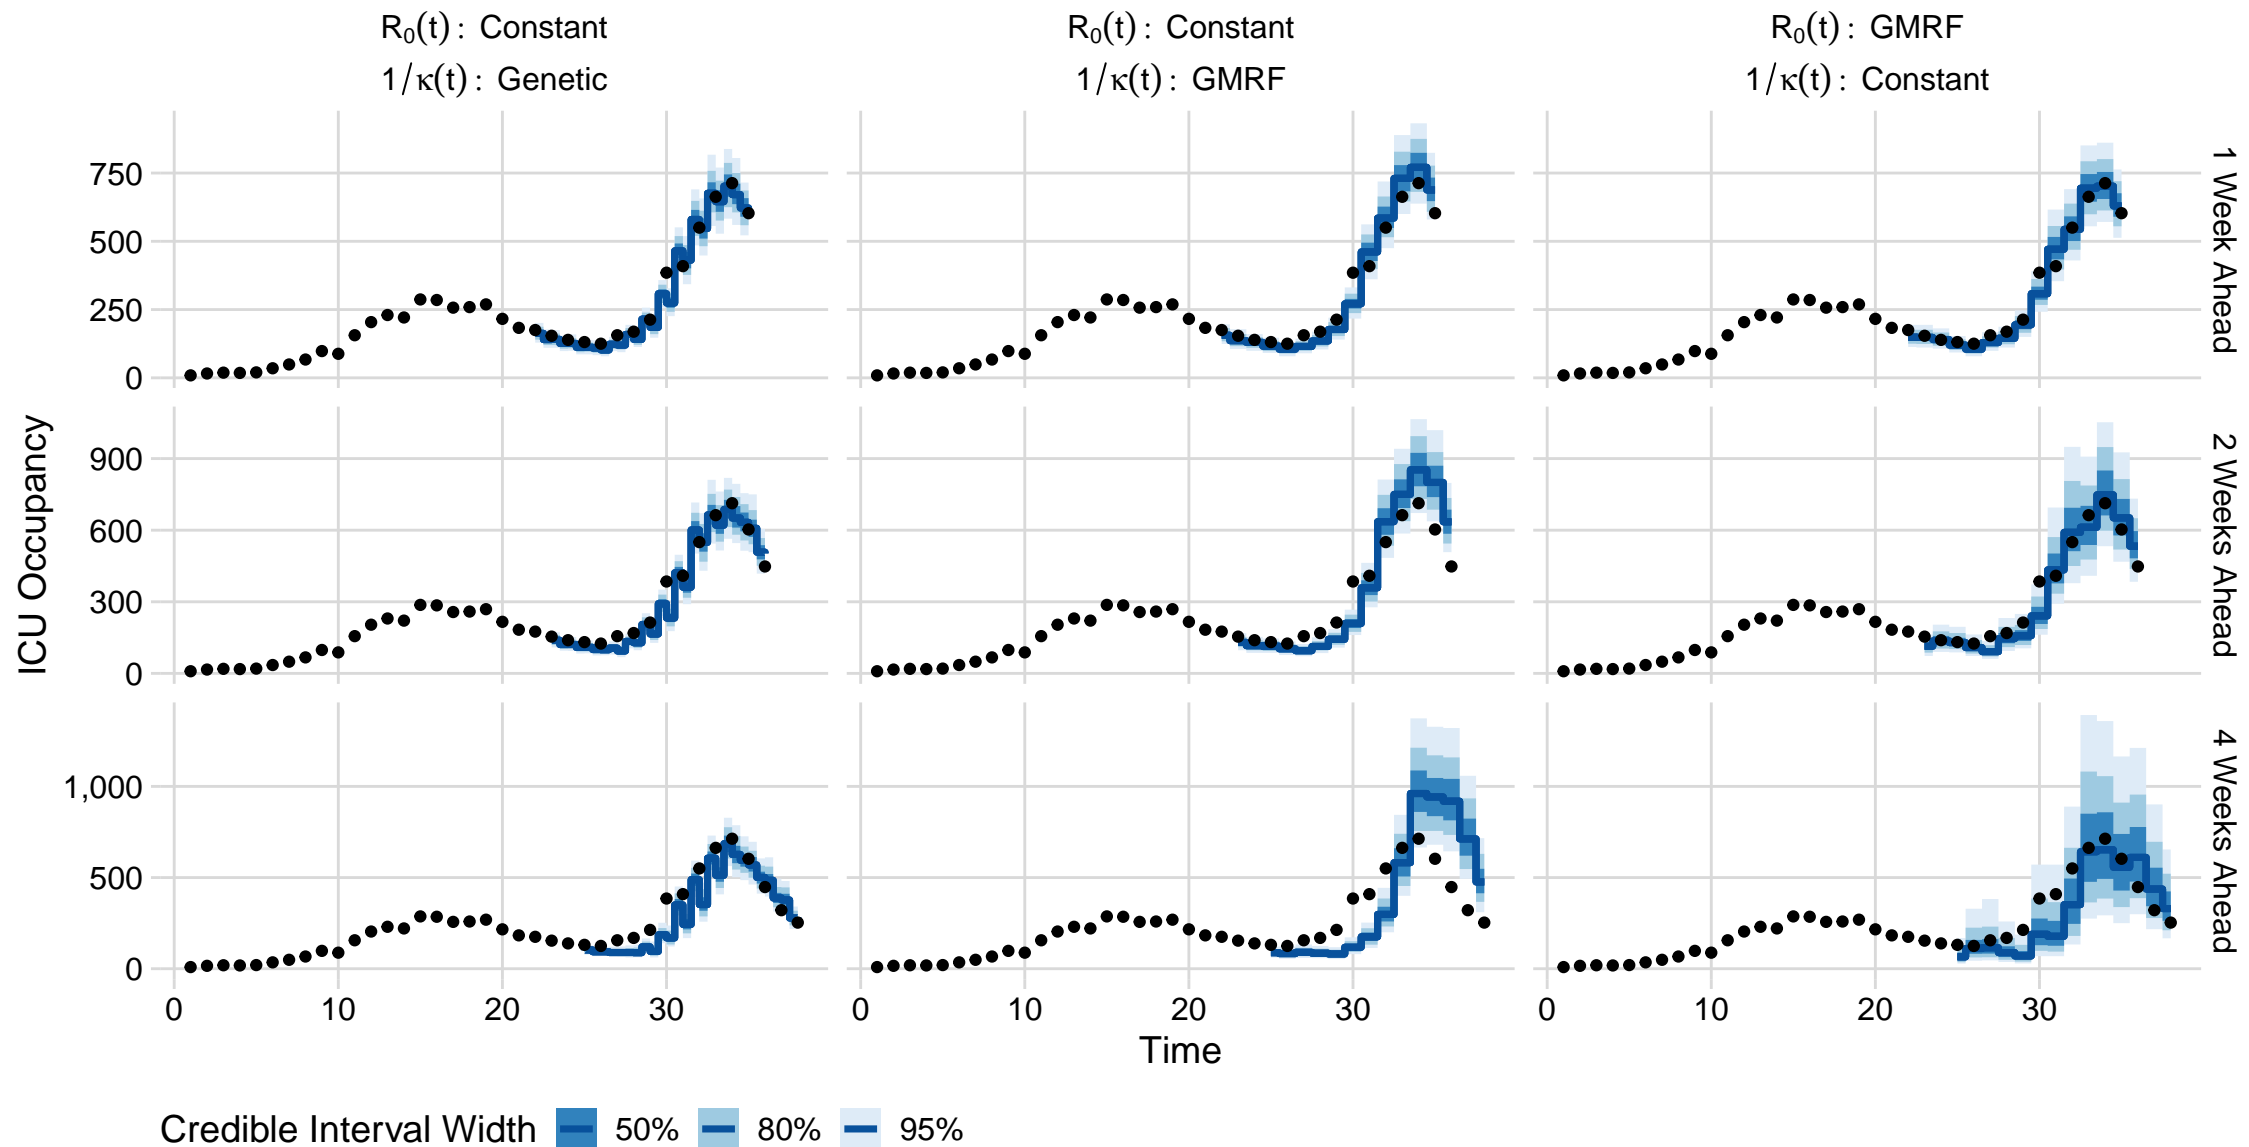 R₀(t) : Constant
1/κ(t) : Genetic
R₀(t) : Constant
1/κ(t) : GMRF
R₀(t) : GMRF
1/κ(t) : Constant
750
500
250
0
1 Week Ahead
900
600
300
0
2 Weeks Ahead
1,000
500
0
4 Weeks Ahead
ICU Occupancy
0 10 20 30
0 10 20 30
0 10 20 30
Time
Credible Interval Width 50% 80% 95%